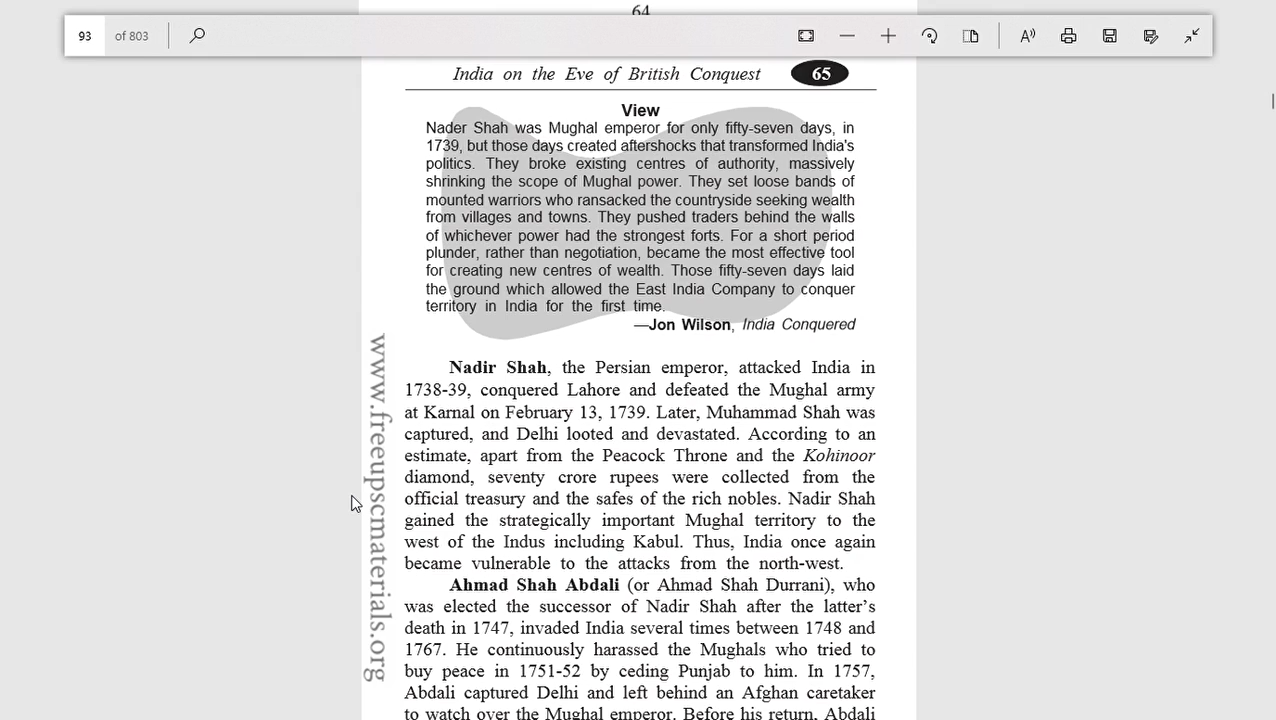 64
93 of 803
India on the Eve of British Conquest 65
View
Nader Shah was Mughal emperor for only fifty-seven days, in
1739, but those days created aftershocks that transformed India's
politics. They broke existing centres of authority, massively
shrinking the scope of Mughal power. They set loose bands of
mounted warriors who ransacked the countryside seeking wealth
from villages and towns. They pushed traders behind the walls
of whichever power had the strongest forts. For a short period
plunder, rather than negotiation, became the most effective tool
for creating new centres of wealth. Those fifty-seven days laid
the ground which allowed the East India Company to conquer
territory in India for the first time.
—Jon Wilson, India Conquered
Nadir Shah, the Persian emperor, attacked India in
1738-39, conquered Lahore and defeated the Mughal army
at Karnal on February 13, 1739. Later, Muhammad Shah was
captured, and Delhi looted and devastated. According to an
estimate, apart from the Peacock Throne and the Kohinoor
diamond, seventy crore rupees were collected from the
official treasury and the safes of the rich nobles. Nadir Shah
gained the strategically important Mughal territory to the
west of the Indus including Kabul. Thus, India once again
became vulnerable to the attacks from the north-west.
Ahmad Shah Abdali (or Ahmad Shah Durrani), who
was elected the successor of Nadir Shah after the latter's
death in 1747, invaded India several times between 1748 and
1767. He continuously harassed the Mughals who tried to
buy peace in 1751-52 by ceding Punjab to him. In 1757,
Abdali captured Delhi and left behind an Afghan caretaker
to watch over the Mughal emperor. Before his return, Abdali
www.freeupscmaterials.org